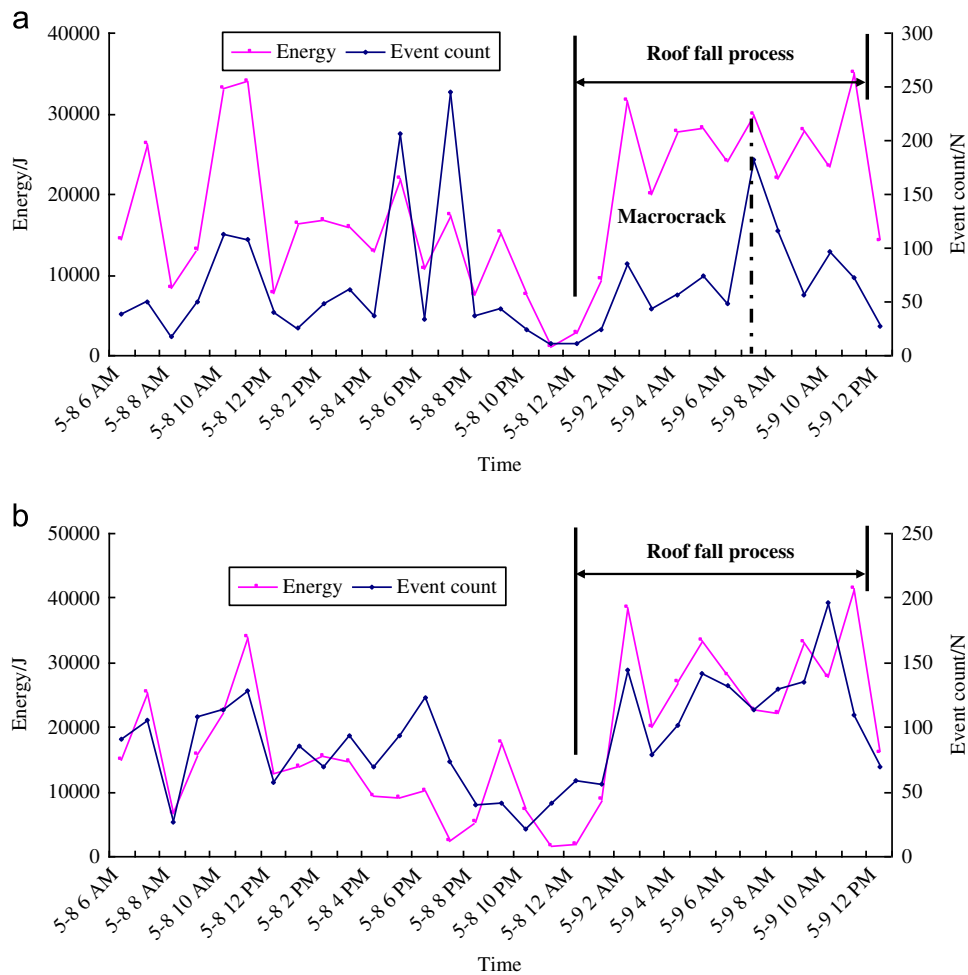 a
40000
30000
20000
10000
0
Energy/J
Energy
Event count
Roof fall process
Macrocrack
300
250
200
150
100
50
0
Event count/N
5-8 6 AM
5-8 8 AM
5-8 10 AM
5-8 12 PM
5-8 2 PM
5-8 4 PM
5-8 6 PM
5-8 8 PM
5-8 10 PM
5-8 12 AM
5-9 2 AM
5-9 4 AM
5-9 6 AM
5-9 8 AM
5-9 10 AM
5-9 12 PM
Time
b
50000
40000
30000
20000
10000
0
Energy/J
Energy
Event count
Roof fall process
250
200
150
100
50
0
Event count/N
5-8 6 AM
5-8 8 AM
5-8 10 AM
5-8 12 PM
5-8 2 PM
5-8 4 PM
5-8 6 PM
5-8 8 PM
5-8 10 PM
5-8 12 AM
5-9 2 AM
5-9 4 AM
5-9 6 AM
5-9 8 AM
5-9 10 AM
5-9 12 PM
Time